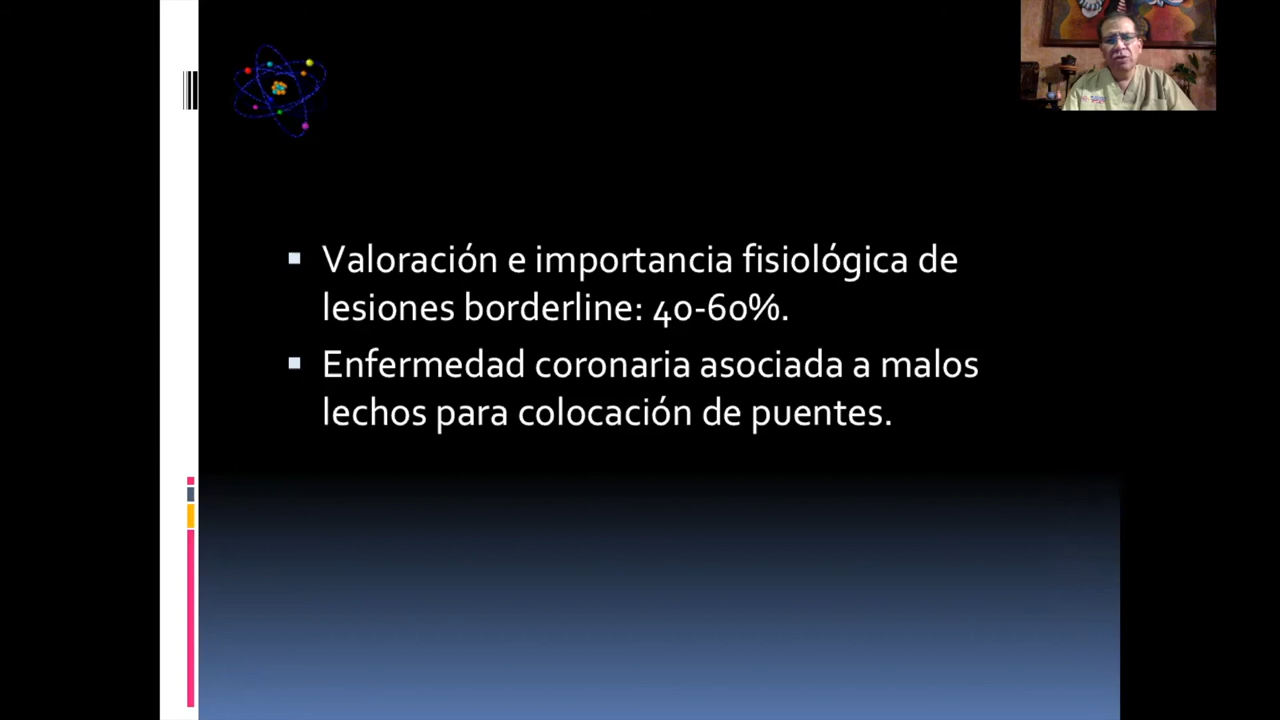 Valoración e importancia fisiológica de
lesiones borderline: 40-60%.
Enfermedad coronaria asociada a malos
lechos para colocación de puentes.